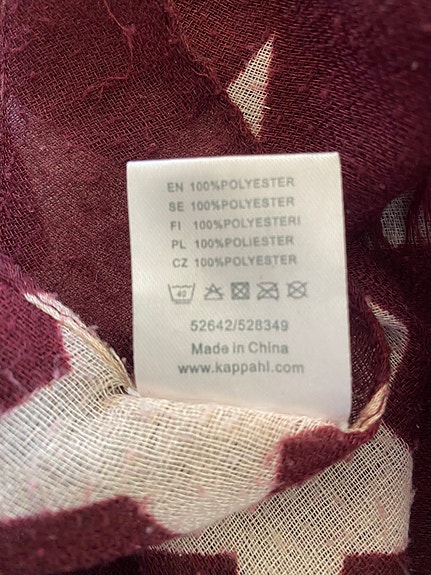 EN 100%POLYESTER
SE 100%POLYESTER
FI 100%POLYESTERI
PL 100%POLIESTER
CZ 100%POLYESTER
40
52642/528349
Made in China
www.kappahl.com